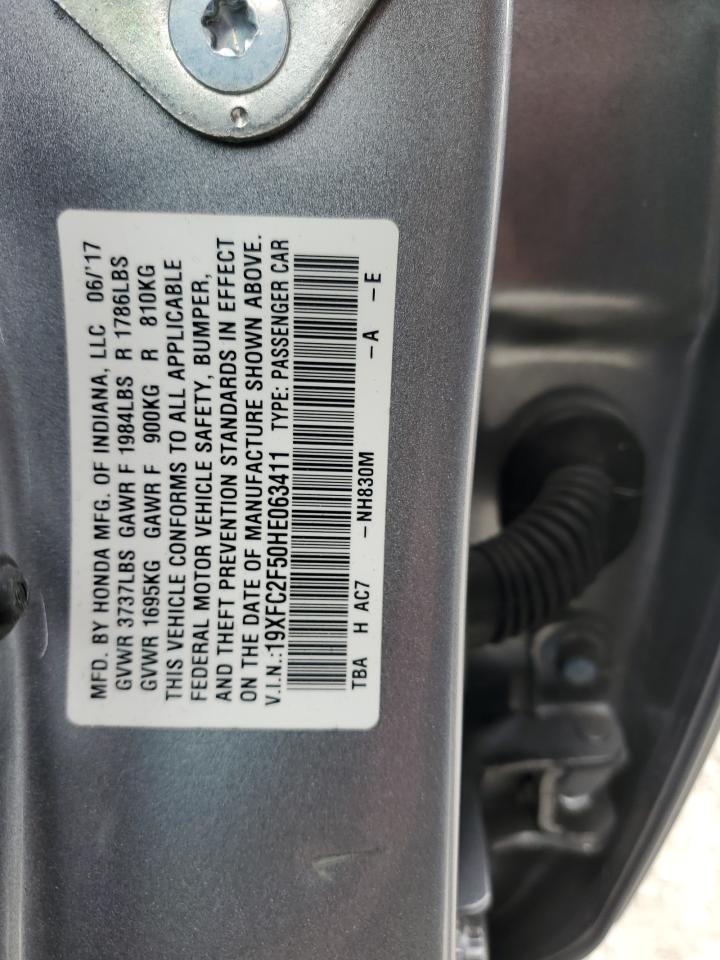 MFD. BY HONDA MFG. OF INDIANA, LLC 06/'17
GVWR 3737LBS GAWR F 1984LBS R 1786LBS
GVWR 1695KG GAWR F 900KG R 810KG
THIS VEHICLE CONFORMS TO ALL APPLICABLE
FEDERAL MOTOR VEHICLE SAFETY, BUMPER,
AND THEFT PREVENTION STANDARDS IN EFFECT
ON THE DATE OF MANUFACTURE SHOWN ABOVE.
V.I.N.:19XFC2F50HE063411 TYPE: PASSENGER CAR
TBA H AC7 -NH830M -A -E